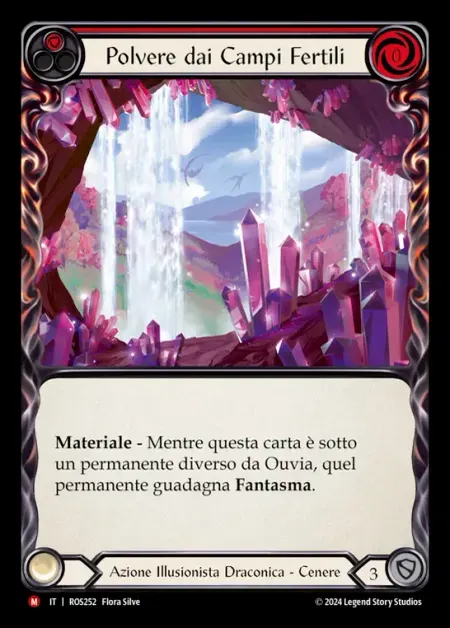 Polvere dai Campi Fertili
0
Materiale - Mentre questa carta è sotto
un permanente diverso da Ouvia, quel
permanente guadagna Fantasma.
Azione Illusionista Draconica - Cenere
3
M IT | ROS252 Flora Silve
© 2024 Legend Story Studios